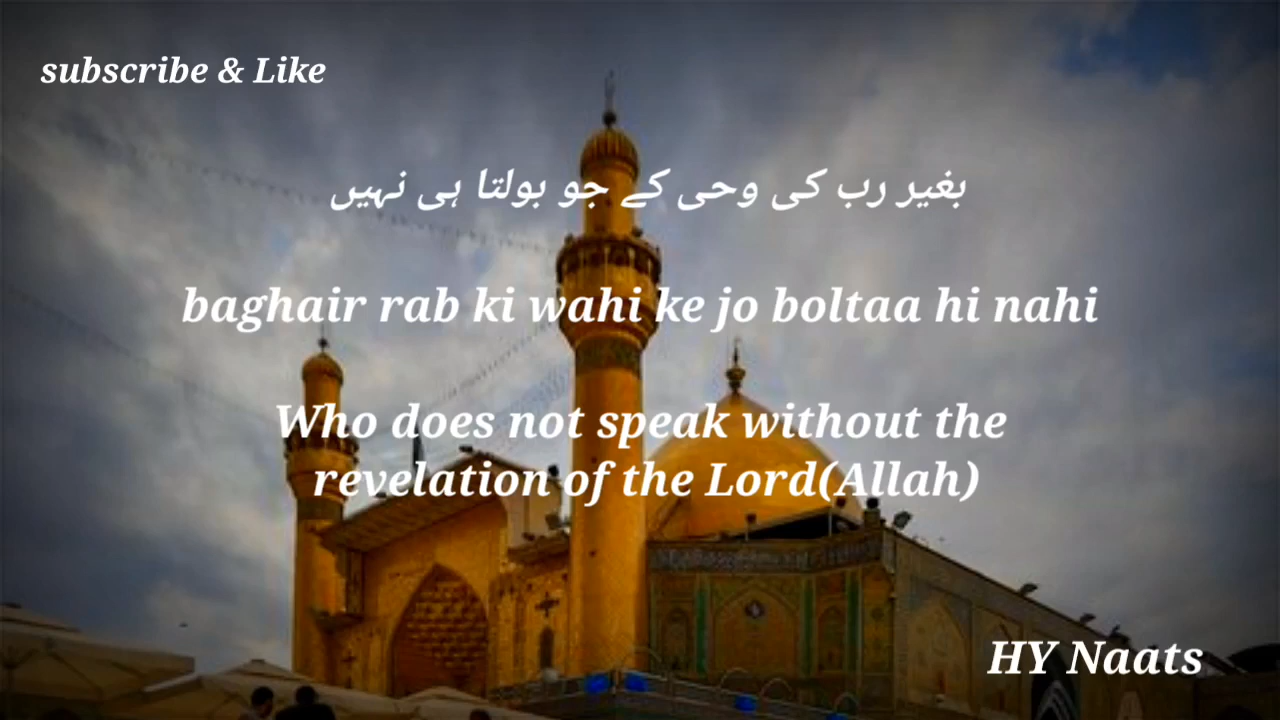 subscribe & Like
بغیر رب کی وحی کے جو بولتا ہی نہیں
baghair rab ki wahi ke jo boltaa hi nahi
Who does not speak without the
revelation of the Lord(Allah)
HY Naats